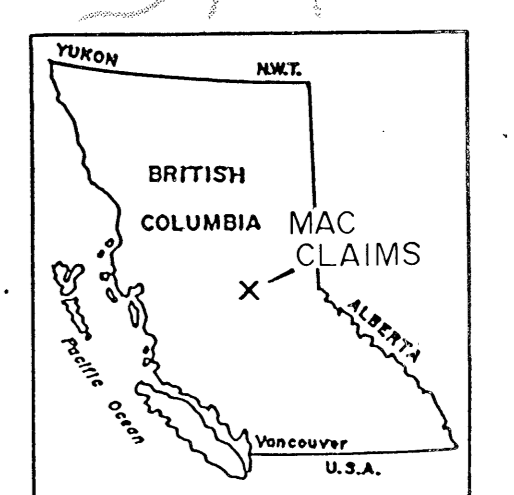 YUKON
N.W.T.
BRITISH
COLUMBIA
MAC
CLAIMS
X
ALBERTA
Pacific Ocean
Vancouver
U.S.A.